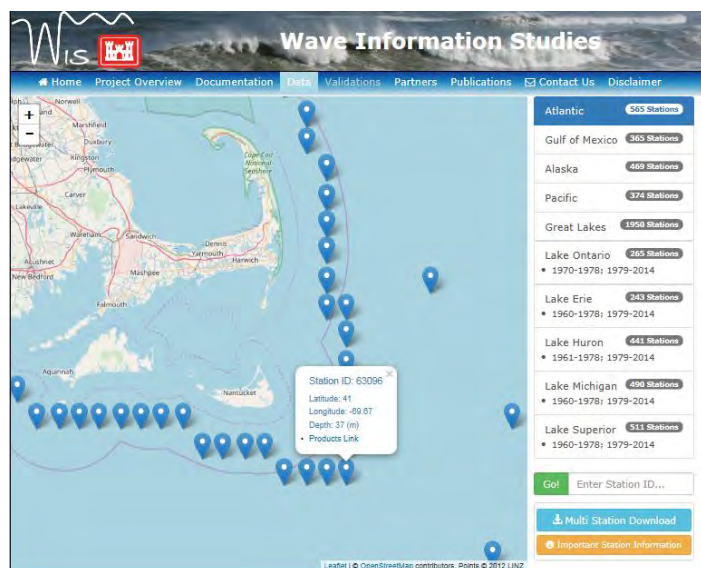 WIS
Wave Information Studies
Home Project Overview Documentation Data Validations Partners Publications Contact Us Disclaimer
+
−
Norwell
Marshfield
Duxbury
Kingston
Plymouth
Carver
Lakeville
Wareham
Sandwich
Acushnet
New Bedford
Mashpee
Dennis
Yarmouth
Harwich
Falmouth
Cape Cod
National
Seashore
Aquinnah
Nantucket
Station ID: 63096
×
Latitude: 41
Longitude: -69.67
Depth: 37 (m)
• Products Link
Atlantic 565 Stations
Gulf of Mexico 365 Stations
Alaska 469 Stations
Pacific 374 Stations
Great Lakes 1950 Stations
Lake Ontario 265 Stations
• 1970-1978; 1979-2014
Lake Erie 243 Stations
• 1960-1978; 1979-2014
Lake Huron 441 Stations
• 1961-1978; 1979-2014
Lake Michigan 490 Stations
• 1960-1978; 1979-2014
Lake Superior 511 Stations
• 1960-1978; 1979-2014
Go! Enter Station ID...
Multi Station Download
Important Station Information
Leaflet | © OpenStreetMap contributors, Points © 2012 LINZ